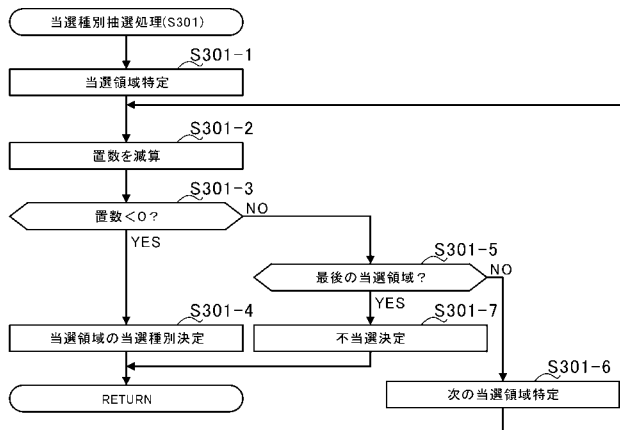 当選種別抽選処理(S301)
S301-1
当選領域特定
S301-2
置数を減算
S301-3
置数<0?
NO
YES
S301-5
最後の当選領域?
NO
YES
S301-4
当選領域の当選種別決定
S301-7
不当選決定
S301-6
次の当選領域特定
RETURN